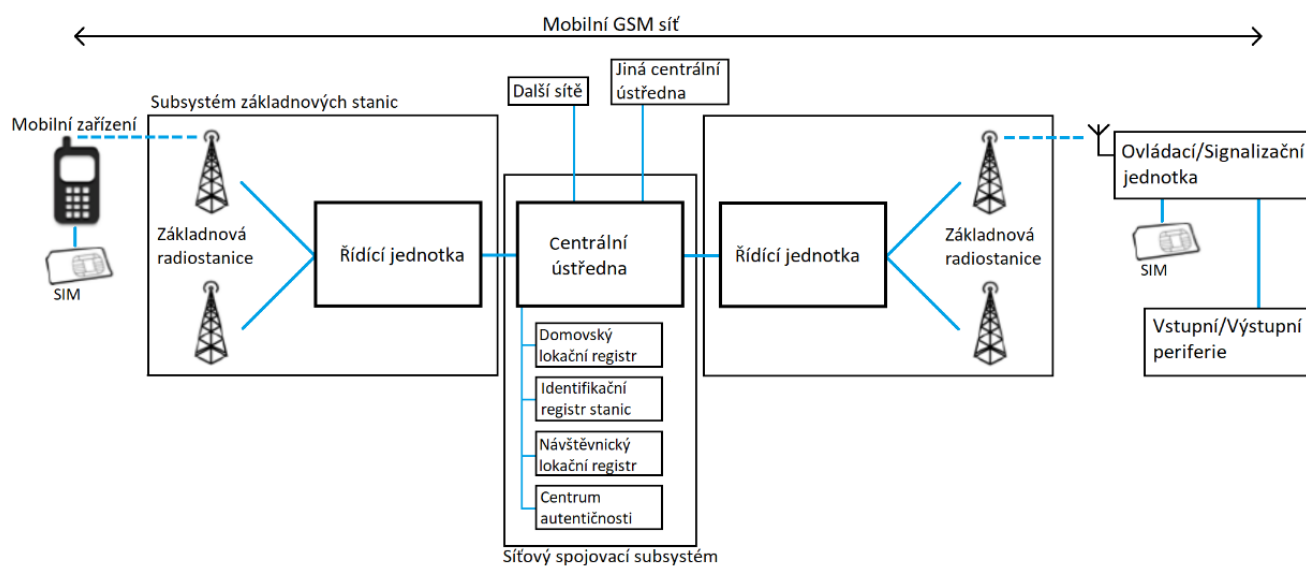 Mobilní GSM síť
Jiná centrální
ústředna
Další sítě
Subsystém základnových stanic
Mobilní zařízení
SIM
Základnová
radiostanice
Řídící jednotka
Centrální
ústředna
Řídící jednotka
Základnová
radiostanice
Ovládací/Signalizační
jednotka
SIM
Vstupní/Výstupní
periferie
Domovský
lokační registr
Identifikační
registr stanic
Návštěvnický
lokační registr
Centrum
autentičnosti
Síťový spojovací subsystém